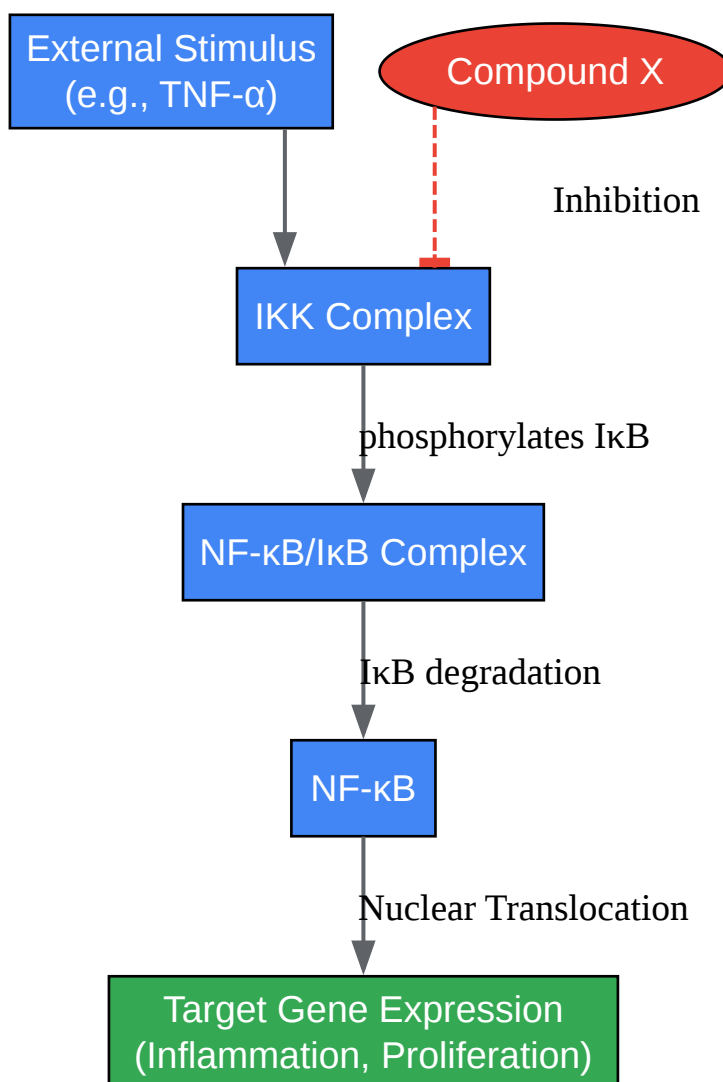 External Stimulus
(e.g., TNF-α)
Compound X
Inhibition
IKK Complex
phosphorylates IκB
NF-κB/IκB Complex
IκB degradation
NF-κB
Nuclear Translocation
Target Gene Expression
(Inflammation, Proliferation)